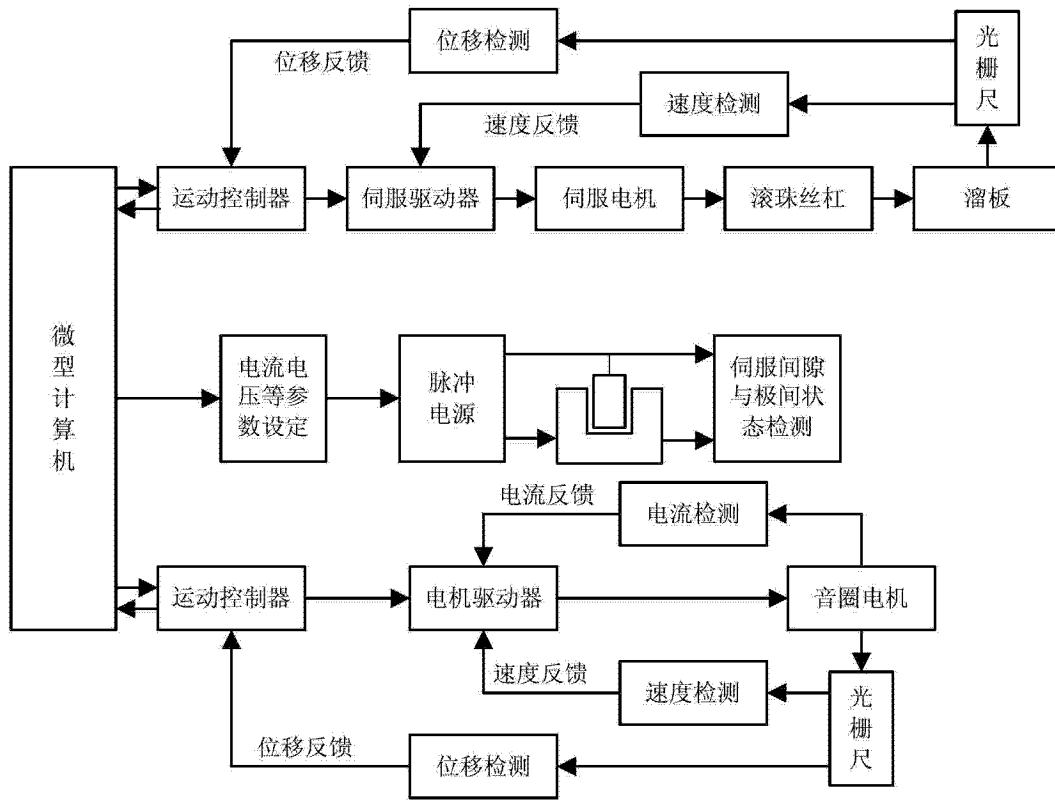 位移检测
位移反馈
光
栅
尺
速度检测
速度反馈
运动控制器
伺服驱动器
伺服电机
滚珠丝杠
溜板
微
型
计
算
机
电流电
压等参
数设定
脉冲
电源
伺服间隙
与极间状
态检测
电流反馈
电流检测
运动控制器
电机驱动器
音圈电机
速度反馈
速度检测
光
栅
尺
位移反馈
位移检测